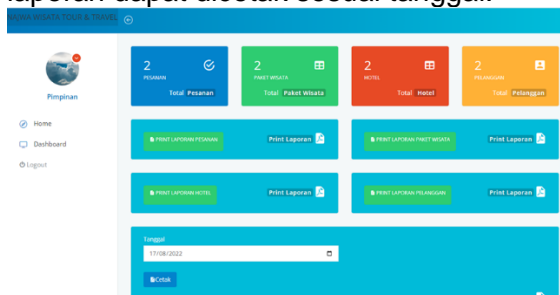 laporan dapat dicetak sesuai tanggal.
NAJWA WISATA TOUR & TRAVEL
Pimpinan
Home
Dashboard
Logout
2
PESANAN
Total Pesanan
2
PAKET WISATA
Total Paket Wisata
2
HOTEL
Total Hotel
2
PELANGGAN
Total Pelanggan
PRINT LAPORAN PESANAN
Print Laporan
PRINT LAPORAN PAKET WISATA
Print Laporan
PRINT LAPORAN HOTEL
Print Laporan
PRINT LAPORAN PELANGGAN
Print Laporan
Tanggal
17/08/2022
Cetak